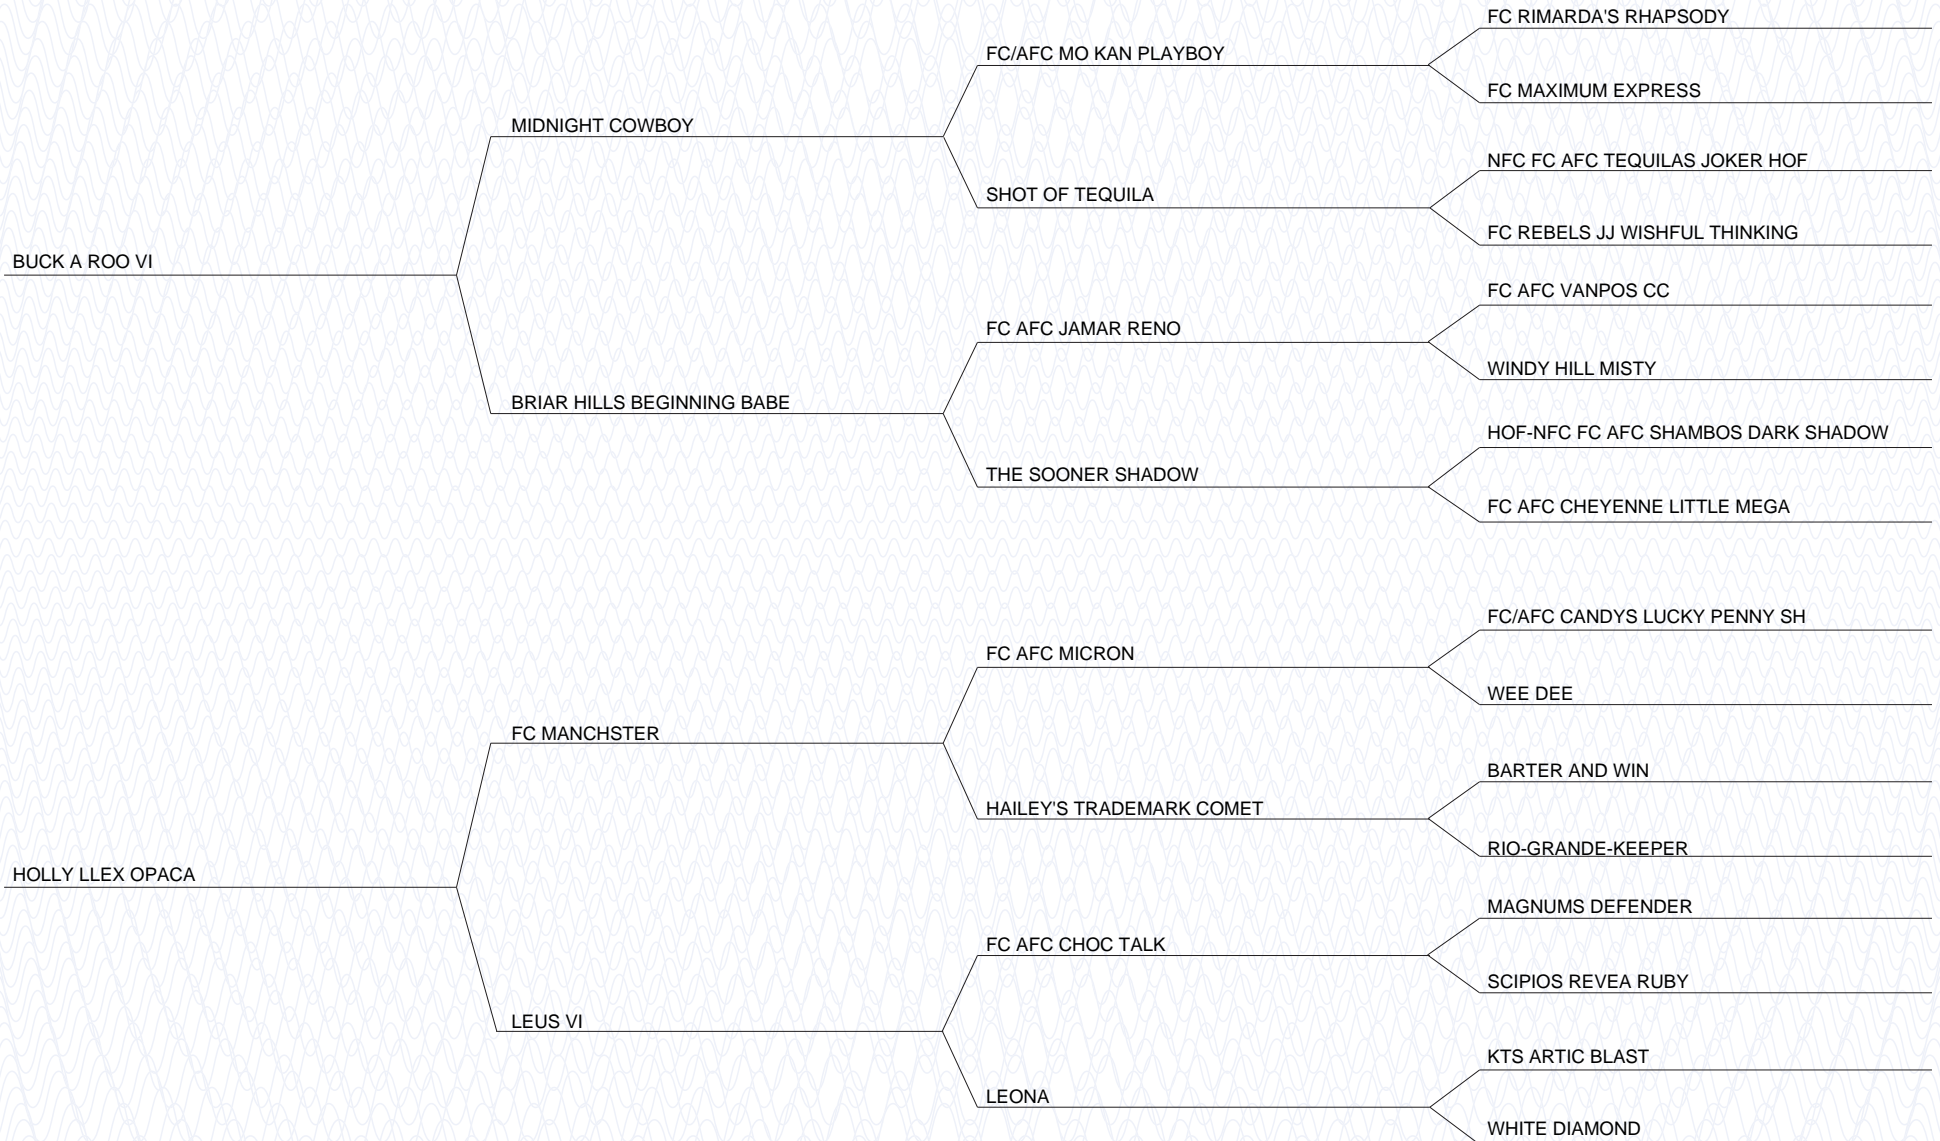 FC RIMARDA'S RHAPSODY
FC/AFC MO KAN PLAYBOY
FC MAXIMUM EXPRESS
MIDNIGHT COWBOY
NFC FC AFC TEQUILAS JOKER HOF
SHOT OF TEQUILA
FC REBELS JJ WISHFUL THINKING
BUCK A ROO VI
FC AFC VANPOS CC
FC AFC JAMAR RENO
WINDY HILL MISTY
BRIAR HILLS BEGINNING BABE
HOF-NFC FC AFC SHAMBOS DARK SHADOW
THE SOONER SHADOW
FC AFC CHEYENNE LITTLE MEGA
FC/AFC CANDYS LUCKY PENNY SH
FC AFC MICRON
WEE DEE
FC MANCHSTER
BARTER AND WIN
HAILEY'S TRADEMARK COMET
RIO-GRANDE-KEEPER
HOLLY LLEX OPACA
MAGNUMS DEFENDER
FC AFC CHOC TALK
SCIPIOS REVEA RUBY
LEUS VI
KTS ARTIC BLAST
LEONA
WHITE DIAMOND